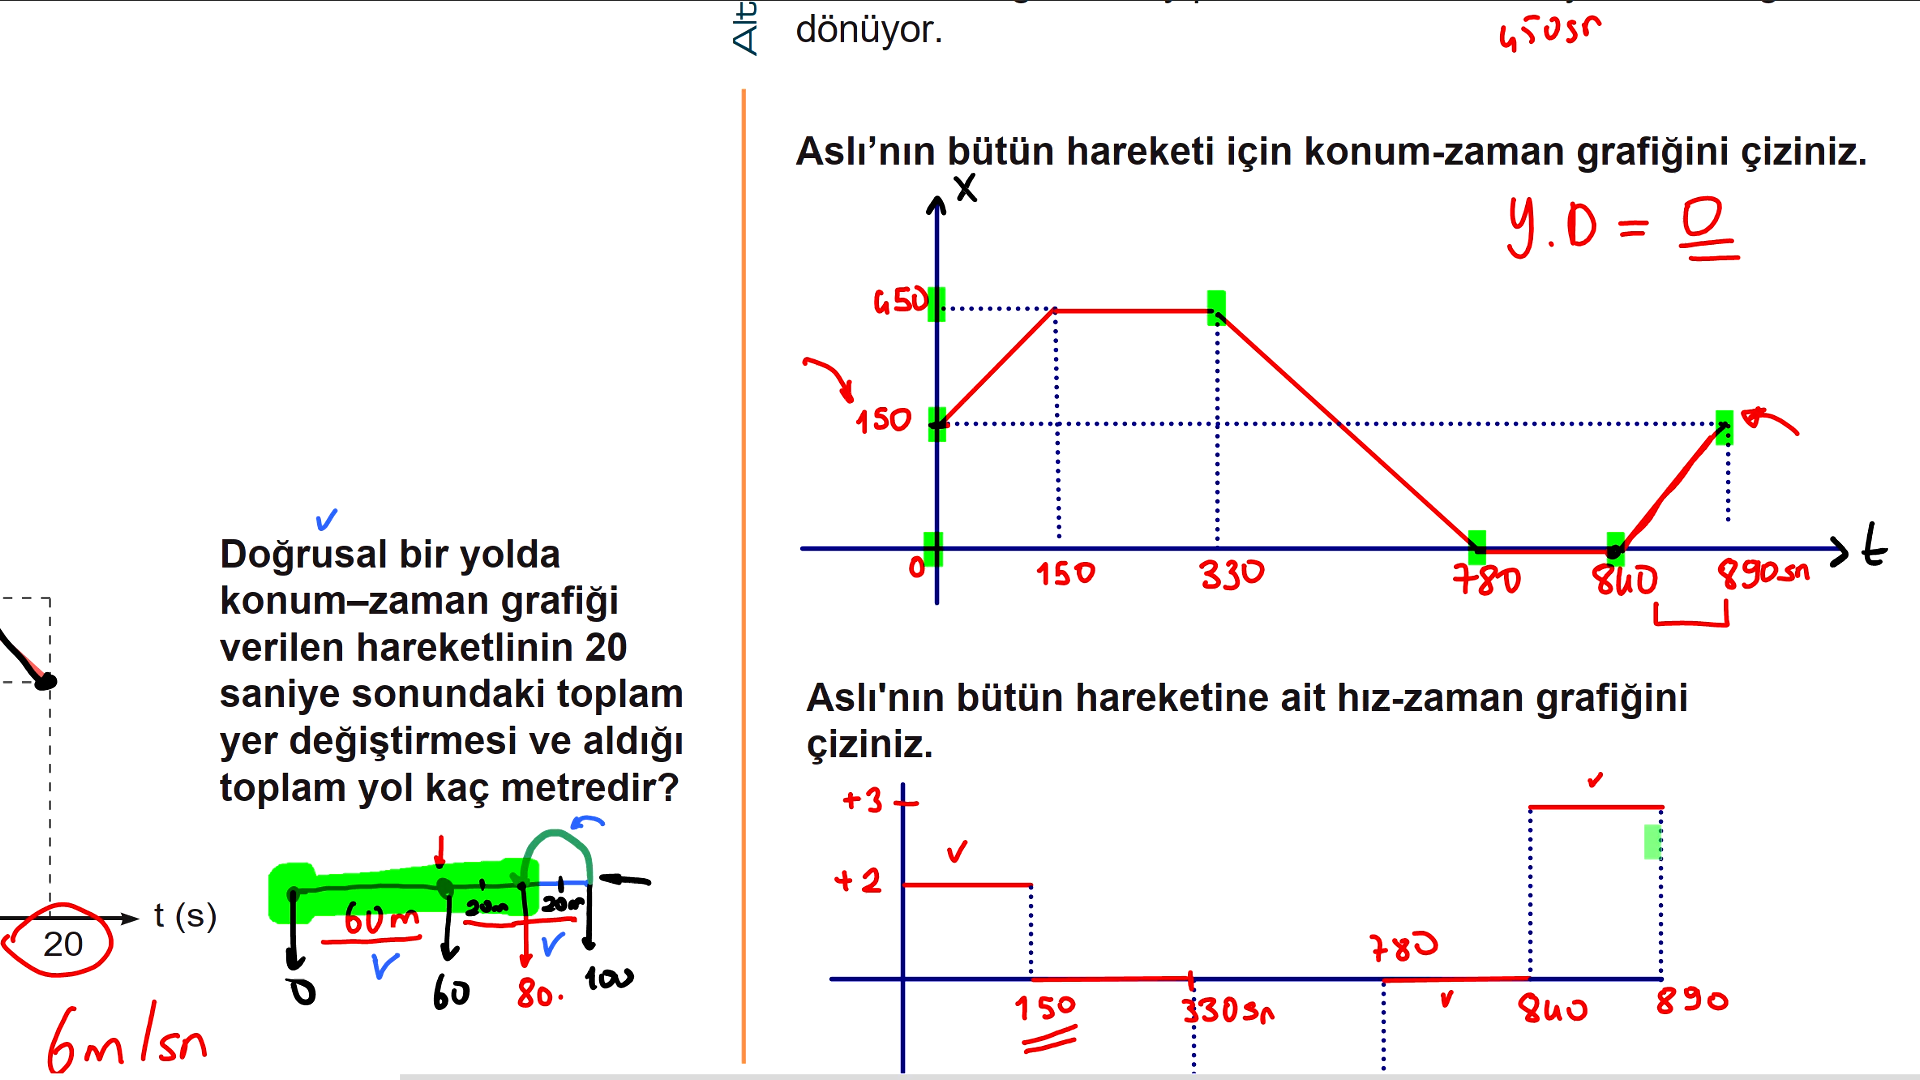 t (s)
20
6m/sn
Doğrusal bir yolda
konum–zaman grafiği
verilen hareketlinin 20
saniye sonundaki toplam
yer değiştirmesi ve aldığı
toplam yol kaç metredir?
60m
20m
20m
0
60
80.
100
Alt
dönüyor.
450sn
Aslı’nın bütün hareketi için konum-zaman grafiğini çiziniz.
x
y.D = 0
450
150
0
150
330
780
840
890sn
t
Aslı'nın bütün hareketine ait hız-zaman grafiğini
çiziniz.
+3
+2
780
150
330sn
840
890